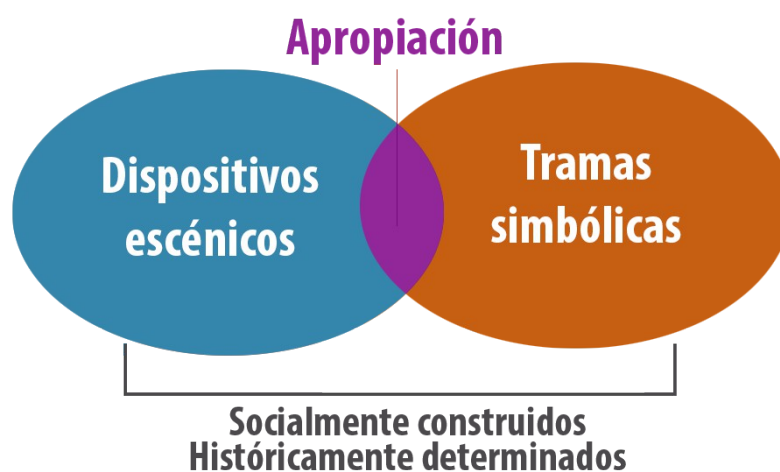 Apropiación
Dispositivos
escénicos
Tramas
simbólicas
Socialmente construidos
Históricamente determinados